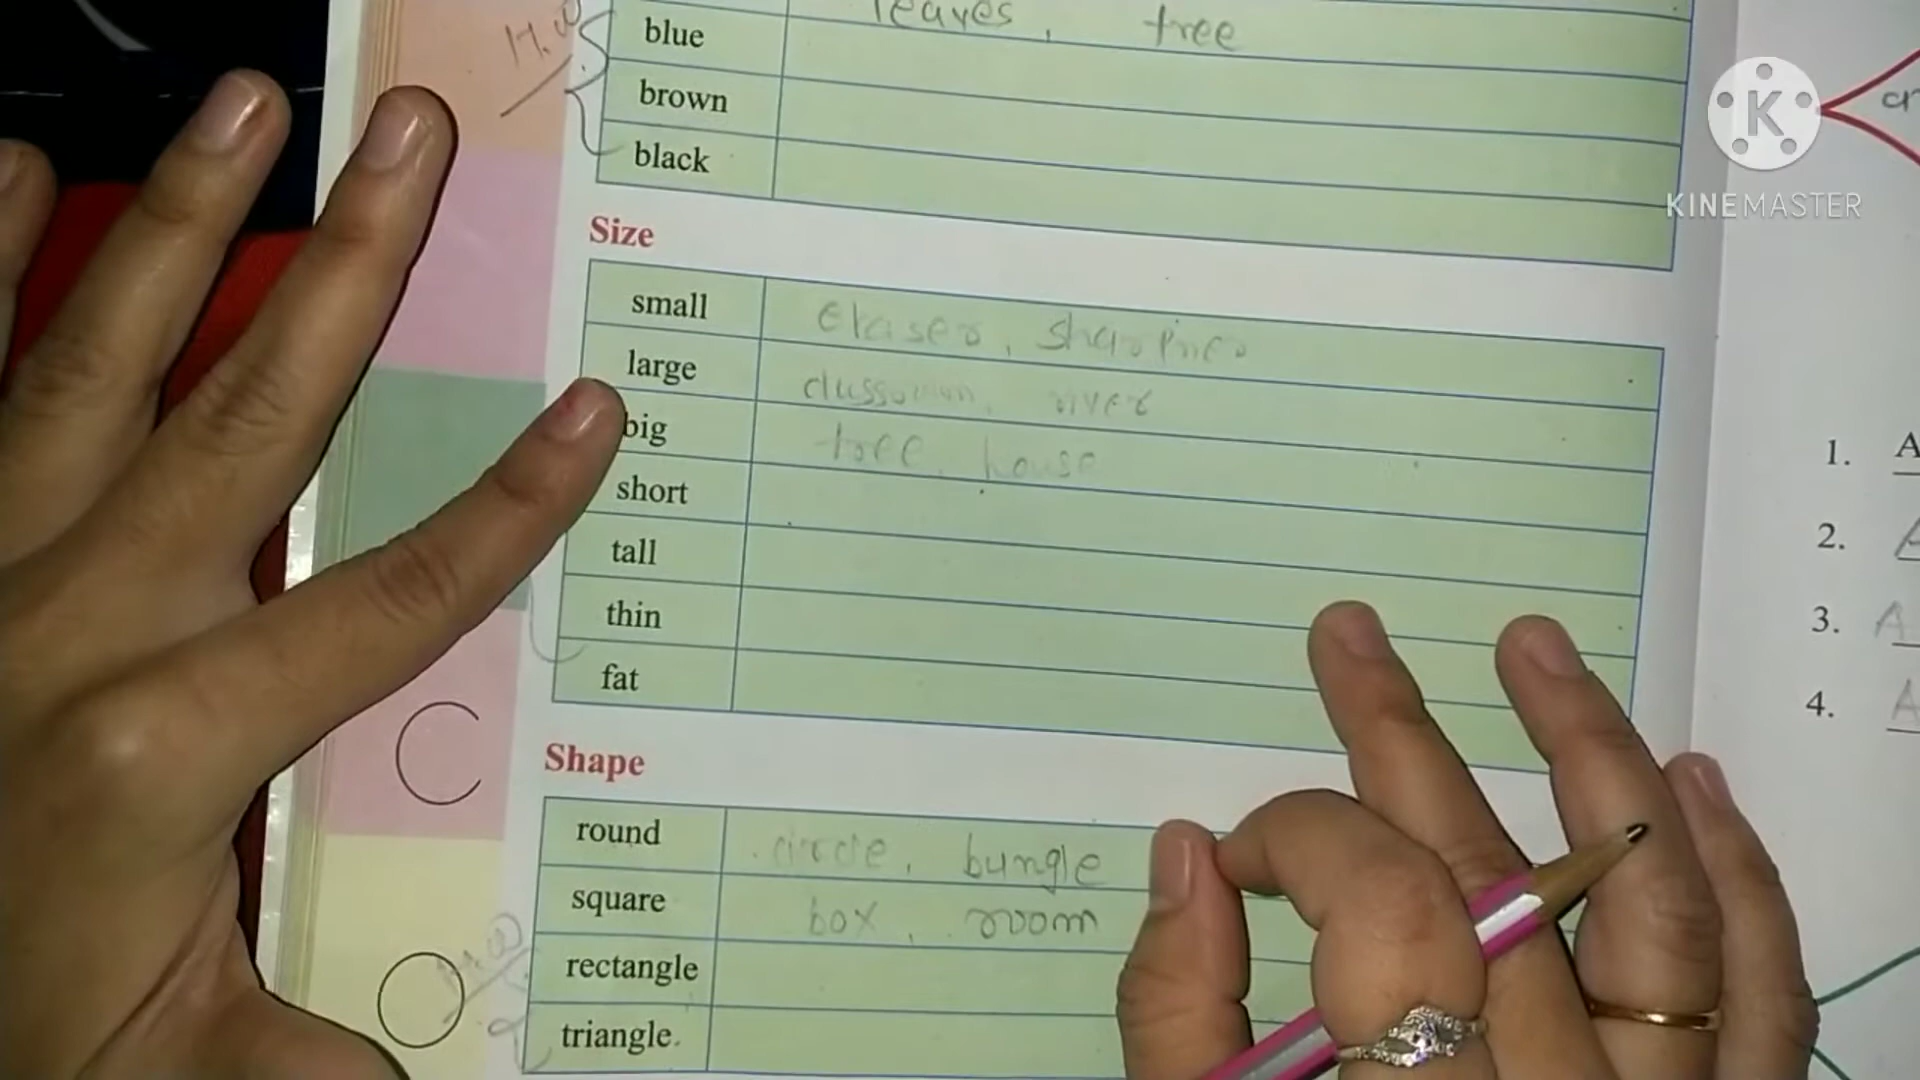 leaves, tree
H.W
blue
brown
black
K
KINEMASTER
Size
small eraser, sharpner
large classroom, river
big tree, house
short
tall
thin
fat
Shape
round circle, bungle
square box, room
rectangle
triangle
H.W
1. A
2. A
3. A
4. A